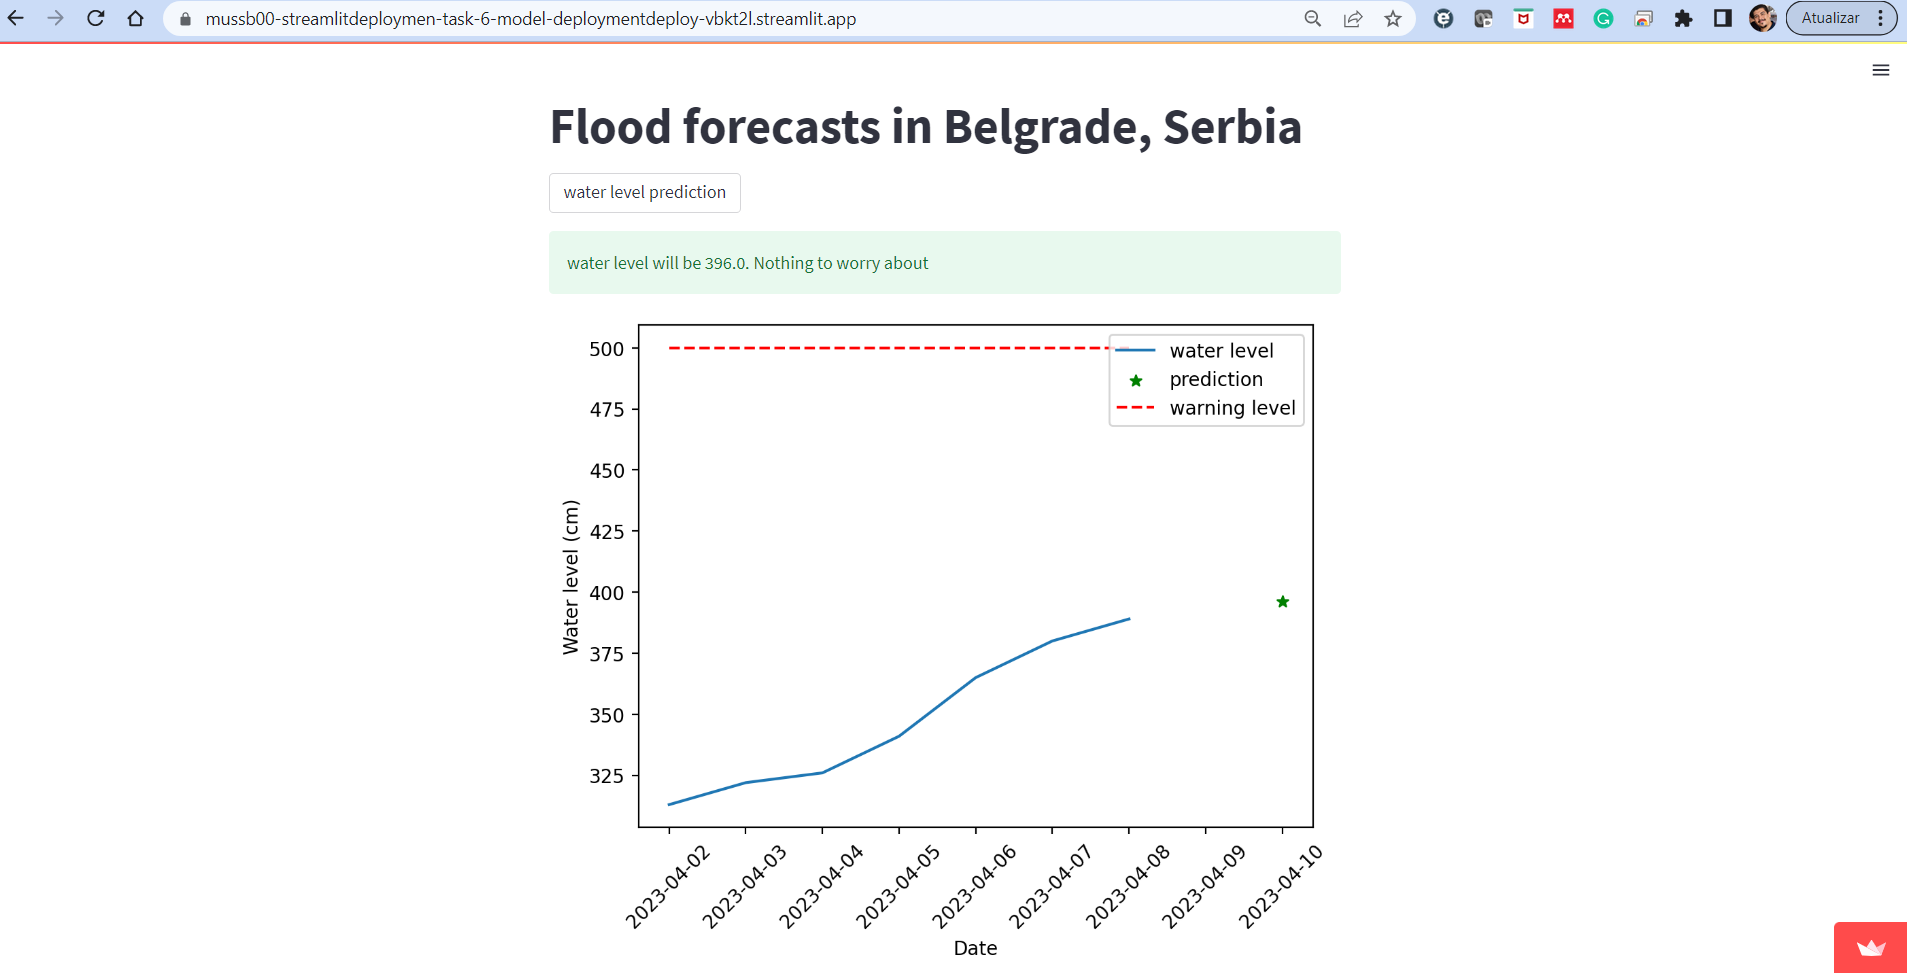 mussb00-streamlitdeploymen-task-6-model-deploymentdeploy-vbkt2l.streamlit.app
Atualizar
Flood forecasts in Belgrade, Serbia
water level prediction
water level will be 396.0. Nothing to worry about
water level
prediction
warning level
500
475
450
425
400
375
350
325
Water level (cm)
2023-04-02
2023-04-03
2023-04-04
2023-04-05
2023-04-06
2023-04-07
2023-04-08
2023-04-09
2023-04-10
Date